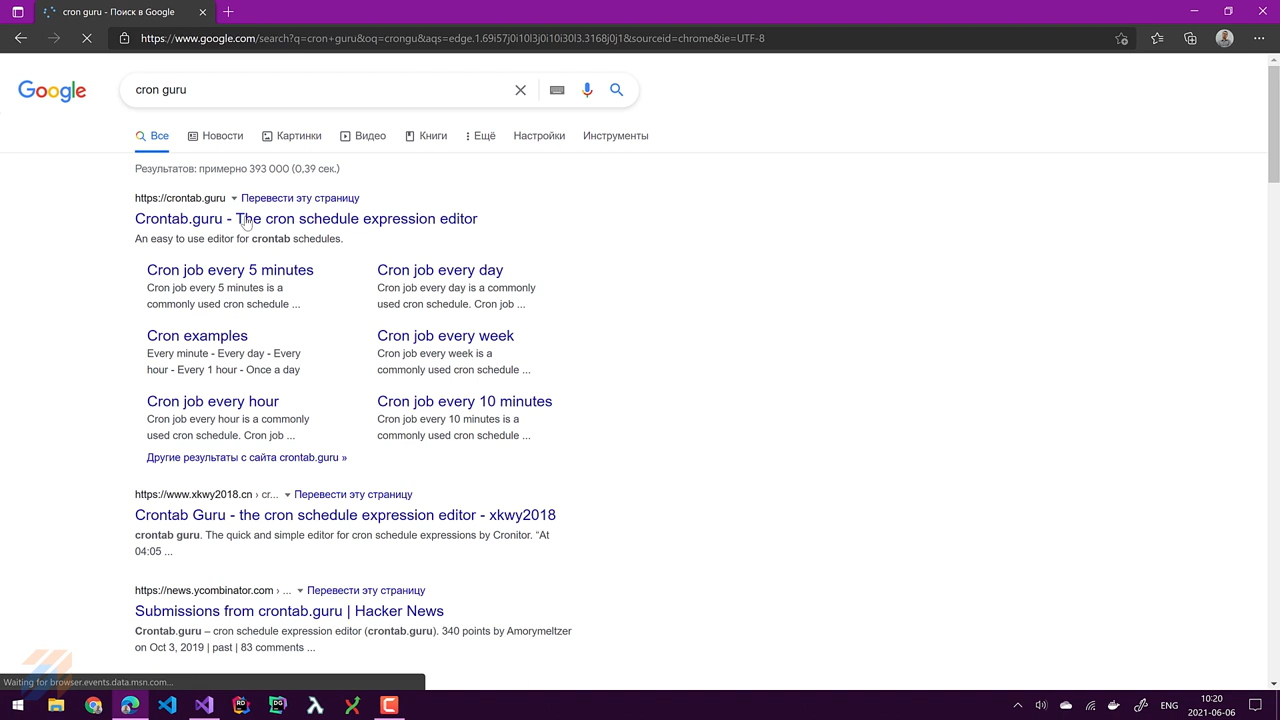 cron guru - Поиск в Google
https://www.google.com/search?q=cron+guru&oq=crongu&aqs=edge.1.69i57j0i10l3j0i10i30l3.3168j0j1&sourceid=chrome&ie=UTF-8
Google
cron guru
Все
Новости
Картинки
Видео
Книги
Ещё
Настройки
Инструменты
Результатов: примерно 393 000 (0,39 сек.)
https://crontab.guru
Перевести эту страницу
Crontab.guru - The cron schedule expression editor
An easy to use editor for crontab schedules.
Cron job every 5 minutes
Cron job every 5 minutes is a
commonly used cron schedule ...
Cron job every day
Cron job every day is a commonly
used cron schedule. Cron job ...
Cron examples
Every minute - Every day - Every
hour - Every 1 hour - Once a day
Cron job every week
Cron job every week is a
commonly used cron schedule ...
Cron job every hour
Cron job every hour is a commonly
used cron schedule. Cron job ...
Cron job every 10 minutes
Cron job every 10 minutes is a
commonly used cron schedule ...
Другие результаты с сайта crontab.guru »
https://www.xkwy2018.cn › cr...
Перевести эту страницу
Crontab Guru - the cron schedule expression editor - xkwy2018
crontab guru. The quick and simple editor for cron schedule expressions by Cronitor. “At
04:05 ...
https://news.ycombinator.com › ...
Перевести эту страницу
Submissions from crontab.guru | Hacker News
Crontab.guru – cron schedule expression editor (crontab.guru). 340 points by Amorymeltzer
on Oct 3, 2019 | past | 83 comments ...
Waiting for browser.events.data.msn.com...
RD
DG
ENG
10:20
2021-06-06